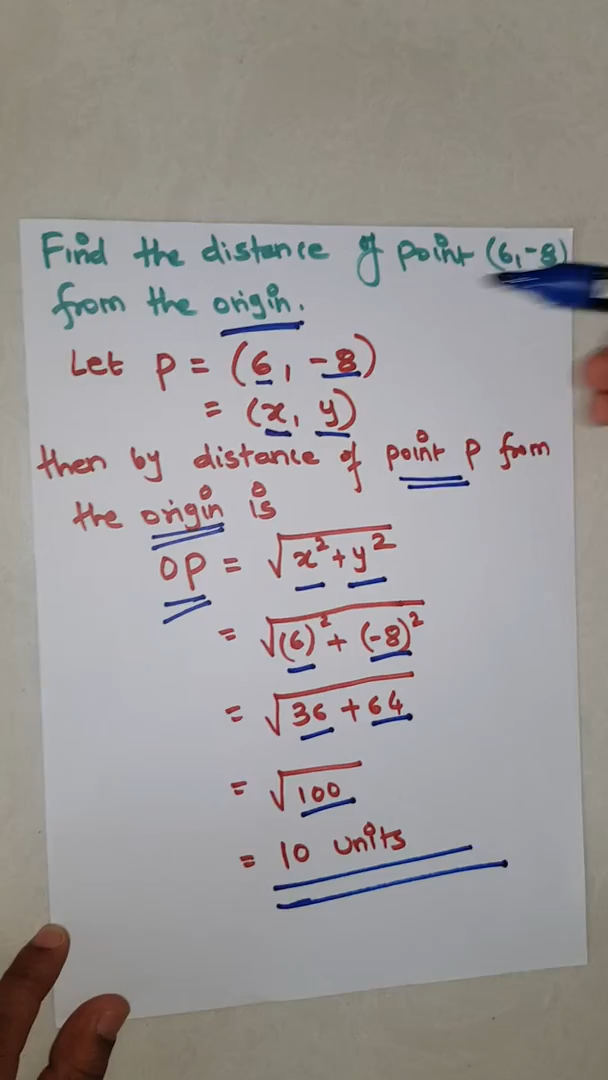 Find the distance of point (6,-8)
from the origin.
Let P = (6, -8)
= (x, y)
then by distance of point P from
the origin is
OP = √x²+y²
= √(6)²+(-8)²
= √36+64
= √100
= 10 units